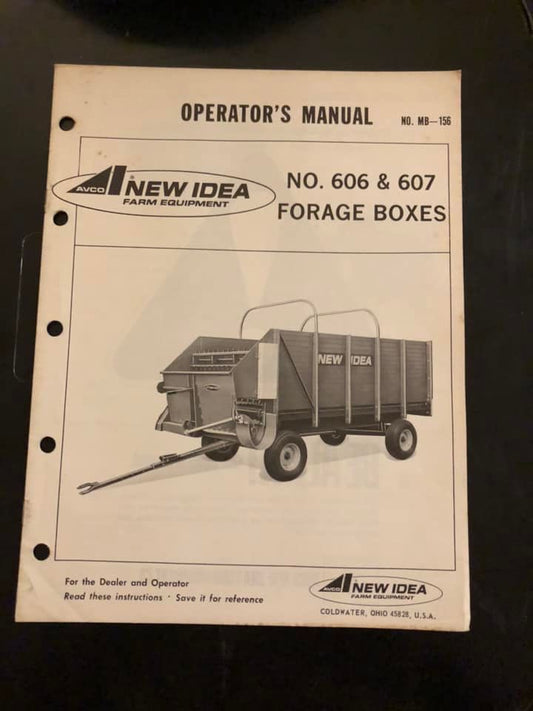 OPERATOR'S MANUAL NO. MB—156
AVCO NEW IDEA
FARM EQUIPMENT
NO. 606 & 607
FORAGE BOXES
NEW IDEA
For the Dealer and Operator
Read these instructions · Save it for reference
AVCO NEW IDEA
FARM EQUIPMENT
COLDWATER, OHIO 45828, U.S.A.